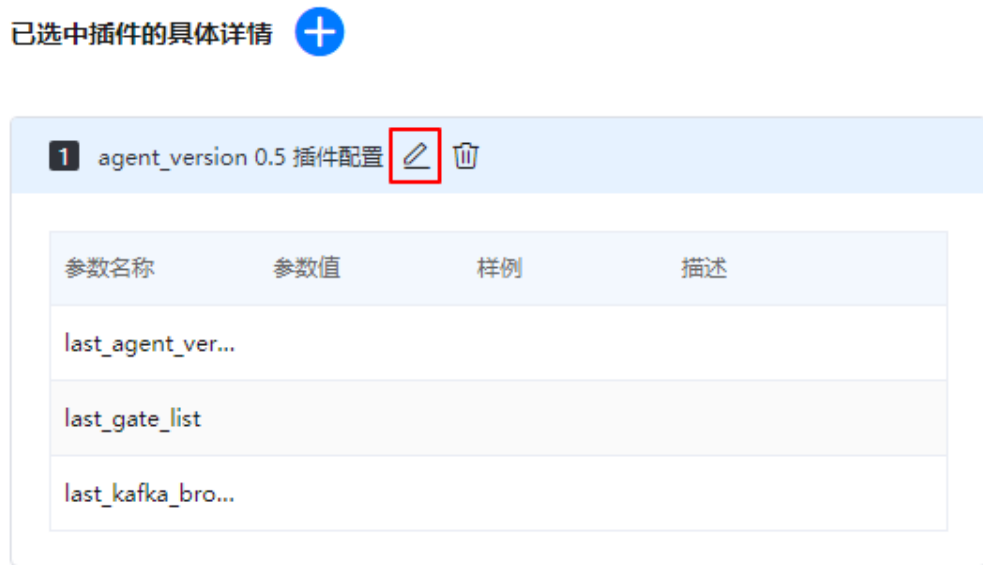 已选中插件的具体详情
1 agent_version 0.5 插件配置
参数名称 参数值 样例 描述
last_agent_ver...
last_gate_list
last_kafka_bro...